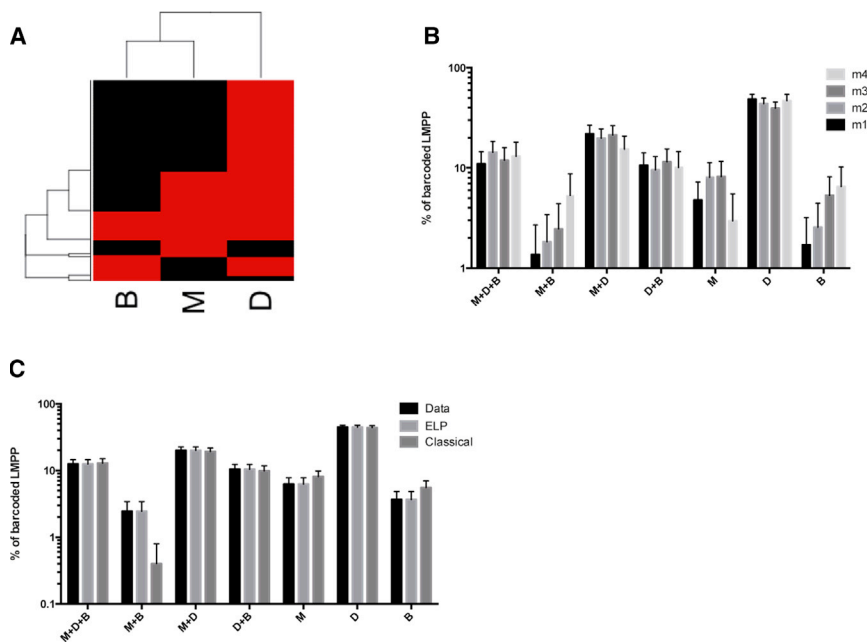 A
B M D
B
% of barcoded LMPP
100
10
1
m4
m3
m2
m1
M+D+B M+B M+D D+B M D B
C
% of barcoded LMPP
100
10
1
0.1
Data
ELP
Classical
M+D+B M+B M+D D+B M D B